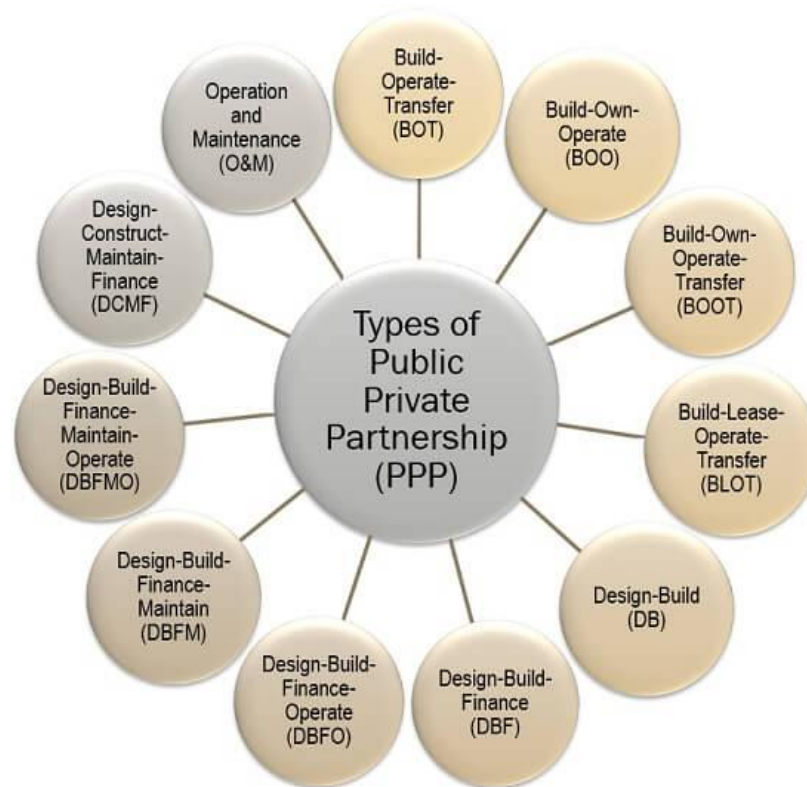 Types of
Public
Private
Partnership
(PPP)
Build-
Operate-
Transfer
(BOT)
Build-Own-
Operate
(BOO)
Build-Own-
Operate-
Transfer
(BOOT)
Build-Lease-
Operate-
Transfer
(BLOT)
Design-Build
(DB)
Design-Build-
Finance
(DBF)
Design-Build-
Finance-
Operate
(DBFO)
Design-Build-
Finance-
Maintain
(DBFM)
Design-Build-
Finance-
Maintain-
Operate
(DBFMO)
Design-
Construct-
Maintain-
Finance
(DCMF)
Operation
and
Maintenance
(O&M)